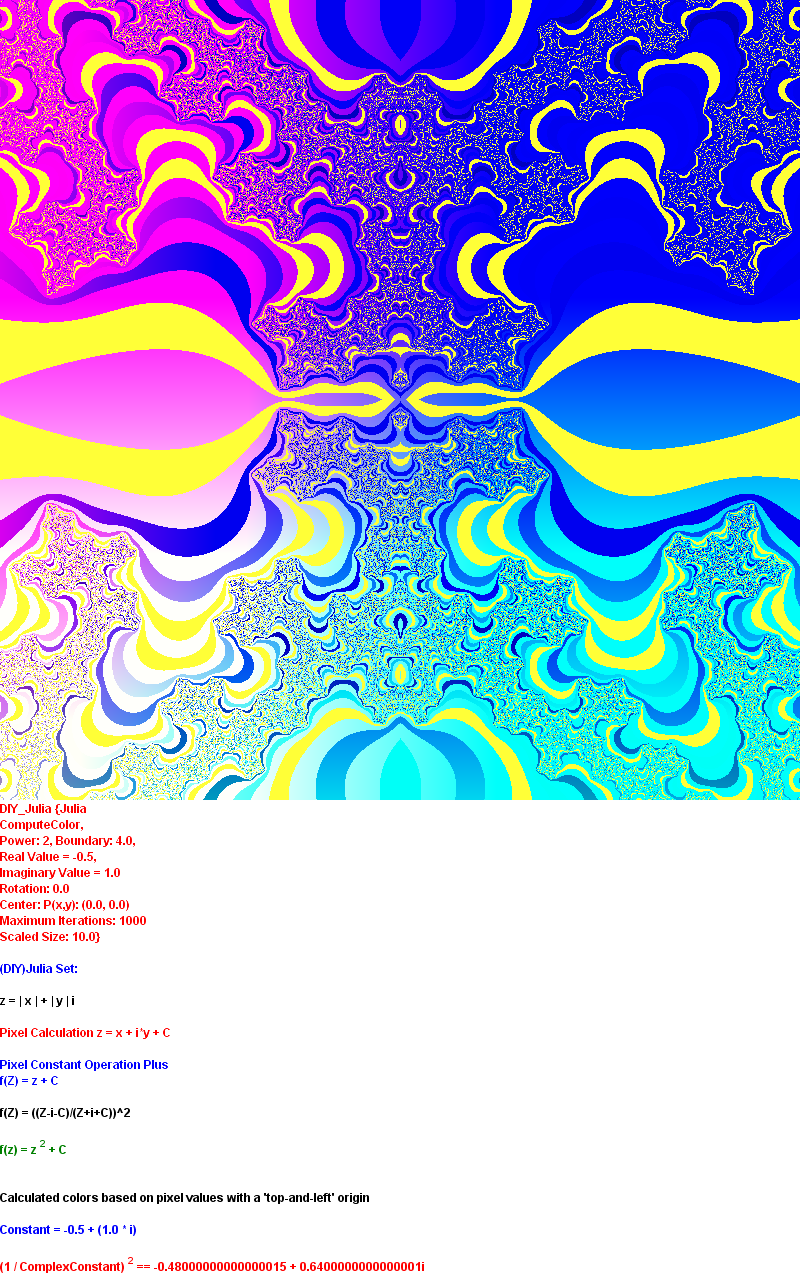 DIY_Julia {Julia
ComputeColor,
Power: 2, Boundary: 4.0,
Real Value = -0.5,
Imaginary Value = 1.0
Rotation: 0.0
Center: P(x,y): (0.0, 0.0)
Maximum Iterations: 1000
Scaled Size: 10.0}
(DIY)Julia Set:
z = | x | + | y | i
Pixel Calculation z = x + i*y + C
Pixel Constant Operation Plus
f(Z) = z + C
f(Z) = ((Z-i-C)/(Z+i+C))^2
f(z) = z 2 + C
Calculated colors based on pixel values with a 'top-and-left' origin
Constant = -0.5 + (1.0 * i)
(1 / ComplexConstant) 2 == -0.48000000000000015 + 0.6400000000000001i